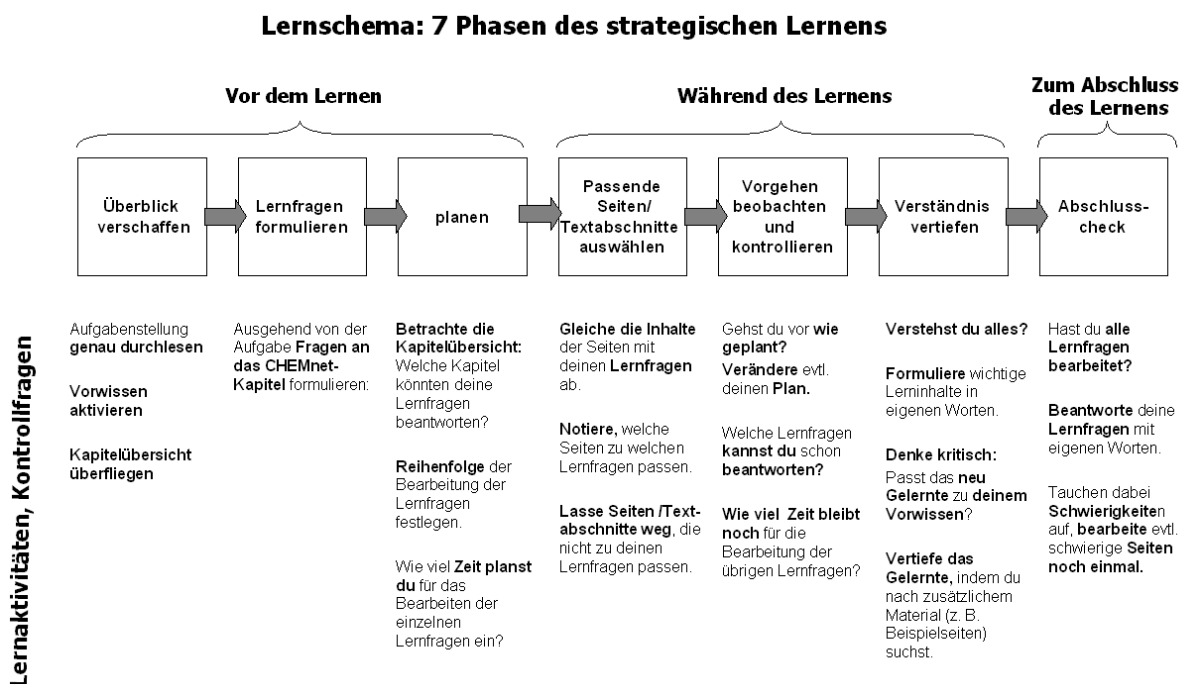 Lernschema: 7 Phasen des strategischen Lernens
Vor dem Lernen
Während des Lernens
Zum Abschluss
des Lernens
Überblick
verschaffen
Lernfragen
formulieren
planen
Passende
Seiten/
Textabschnitte
auswählen
Vorgehen
beobachten
und
kontrollieren
Verständnis
vertiefen
Abschluss-
check
Lernaktivitäten, Kontrollfragen
Aufgabenstellung
genau durchlesen
Vorwissen
aktivieren
Kapitelübersicht
überfliegen
Ausgehend von der
Aufgabe Fragen an
das CHEMnet-
Kapitel formulieren:
Betrachte die
Kapitelübersicht:
Welche Kapitel
könnten deine
Lernfragen
beantworten?
Reihenfolge der
Bearbeitung der
Lernfragen
festlegen.
Wie viel Zeit planst
du für das
Bearbeiten der
einzelnen
Lernfragen ein?
Gleiche die Inhalte
der Seiten mit
deinen Lernfragen
ab.
Notiere, welche
Seiten zu welchen
Lernfragen passen.
Lasse Seiten /Text-
abschnitte weg, die
nicht zu deinen
Lernfragen passen.
Gehst du vor wie
geplant?
Verändere evtl.
deinen Plan.
Welche Lernfragen
kannst du schon
beantworten?
Wie viel Zeit bleibt
noch für die
Bearbeitung der
übrigen Lernfragen?
Verstehst du alles?
Formuliere wichtige
Lerninhalte in
eigenen Worten.
Denke kritisch:
Passt das neu
Gelernte zu deinem
Vorwissen?
Vertiefe das
Gelernte, indem du
nach zusätzlichem
Material (z. B.
Beispielseiten)
suchst.
Hast du alle
Lernfragen
bearbeitet?
Beantworte deine
Lernfragen mit
eigenen Worten.
Tauchen dabei
Schwierigkeiten
auf, bearbeite evtl.
schwierige Seiten
noch einmal.